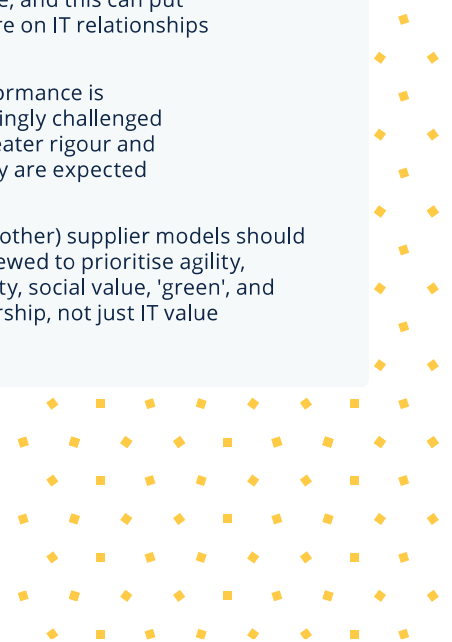 , and this can put
re on IT relationships
ormance is
ingly challenged
eater rigour and
y are expected
other) supplier models should
ewed to prioritise agility,
ty, social value, 'green', and
rship, not just IT value